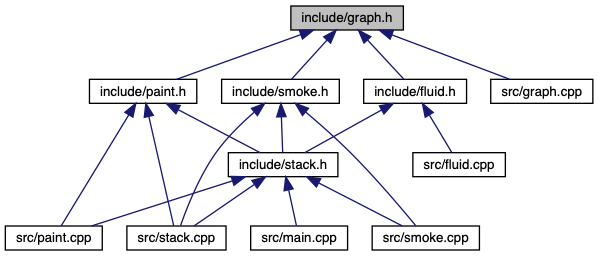 include/graph.h
include/paint.h
include/smoke.h
include/fluid.h
src/graph.cpp
include/stack.h
src/fluid.cpp
src/paint.cpp
src/stack.cpp
src/main.cpp
src/smoke.cpp